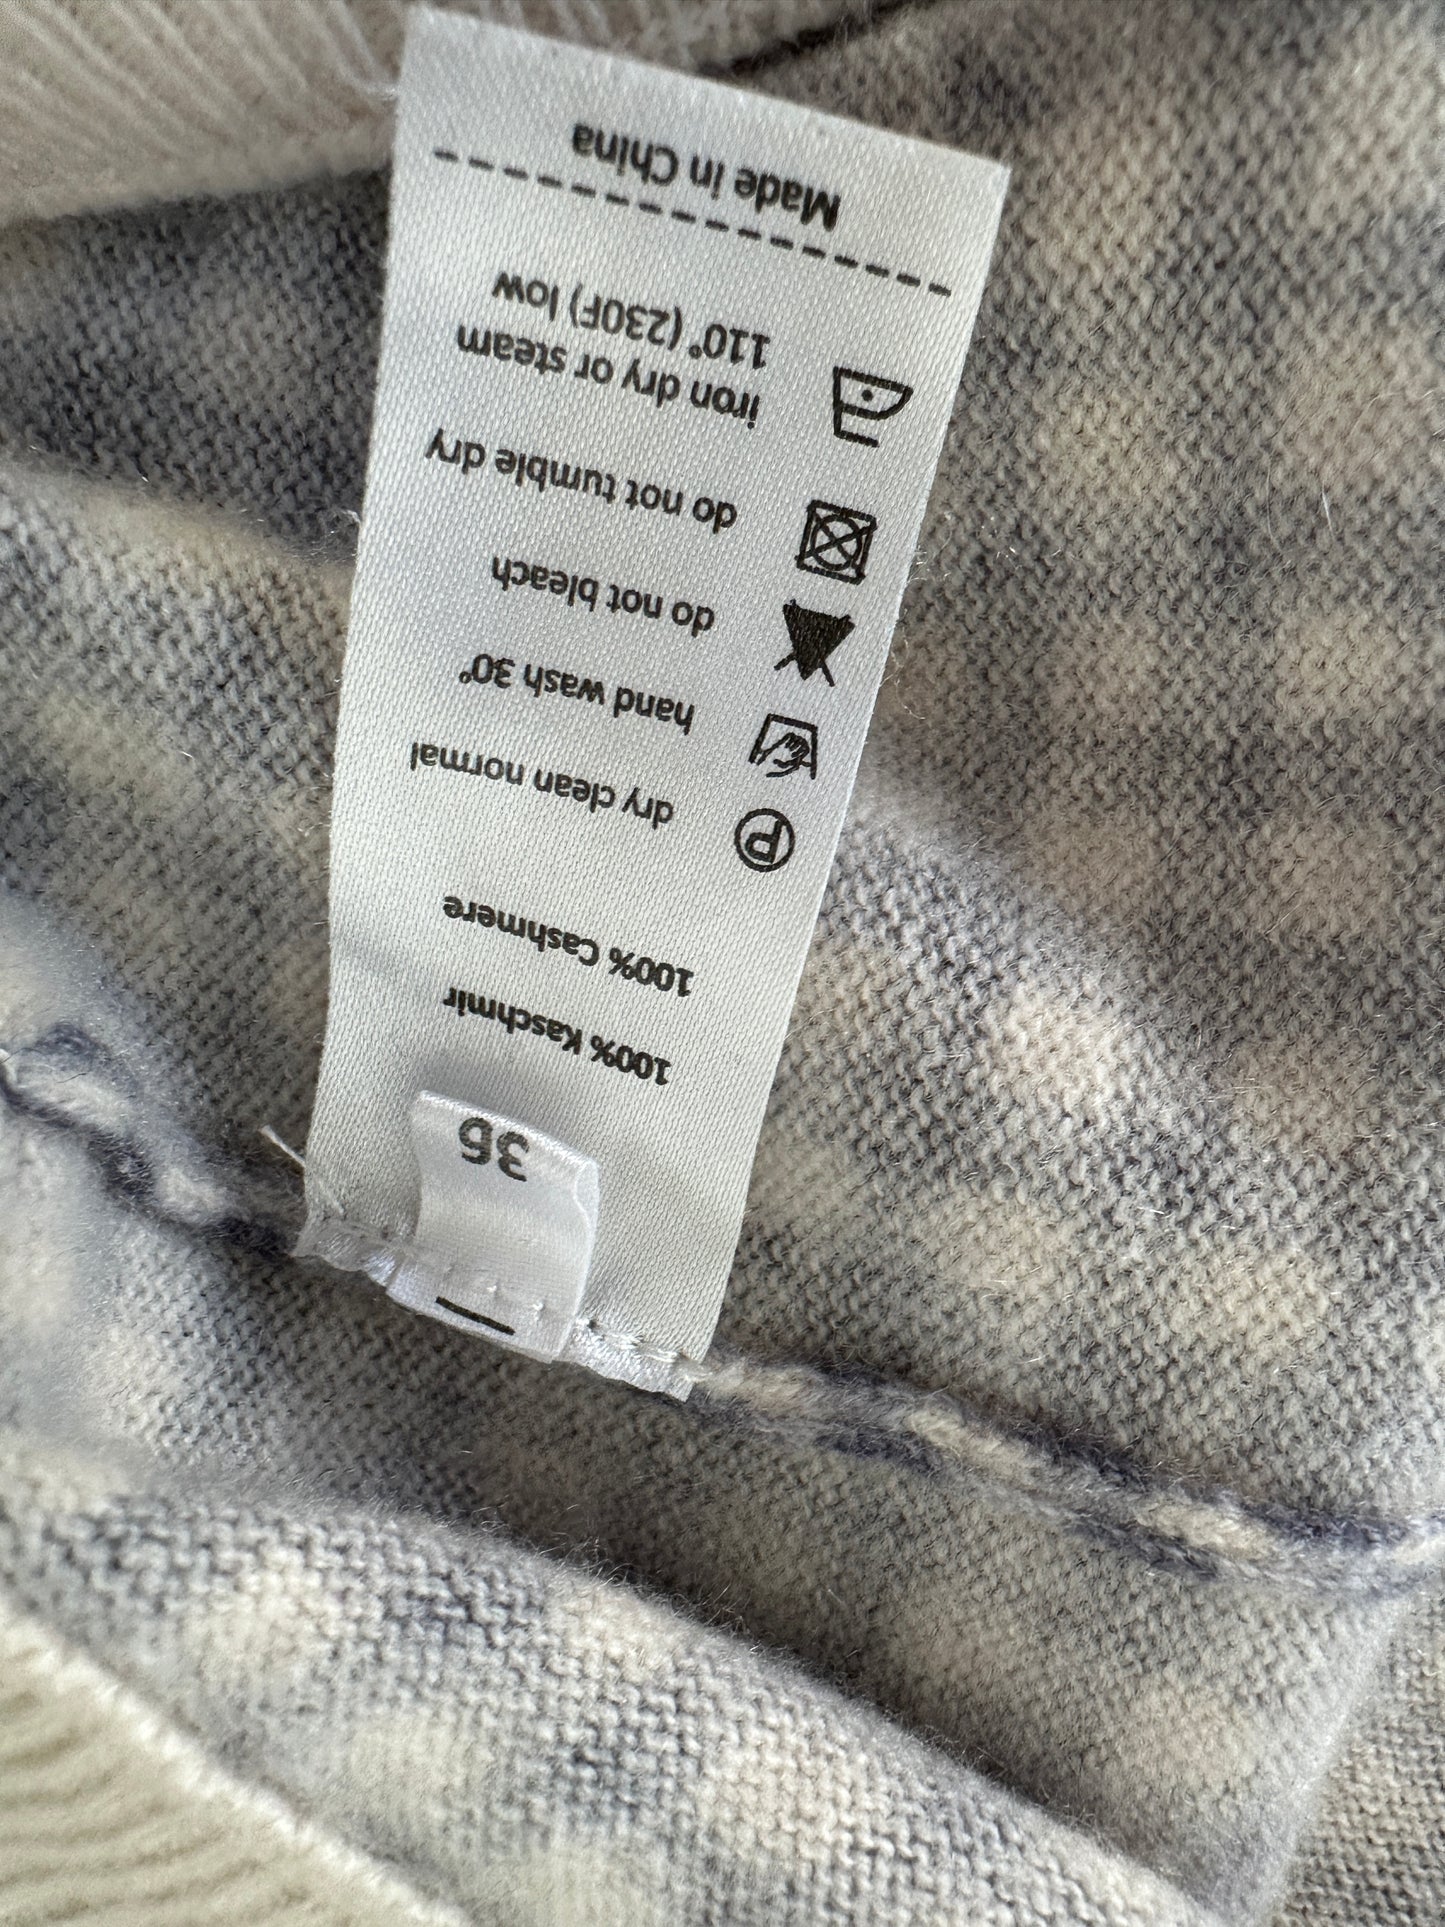 36
100% Kaschmir
100% Cashmere
P
dry clean normal
hand wash 30°
do not bleach
do not tumble dry
iron dry or steam
110° (230F) low
Made in China